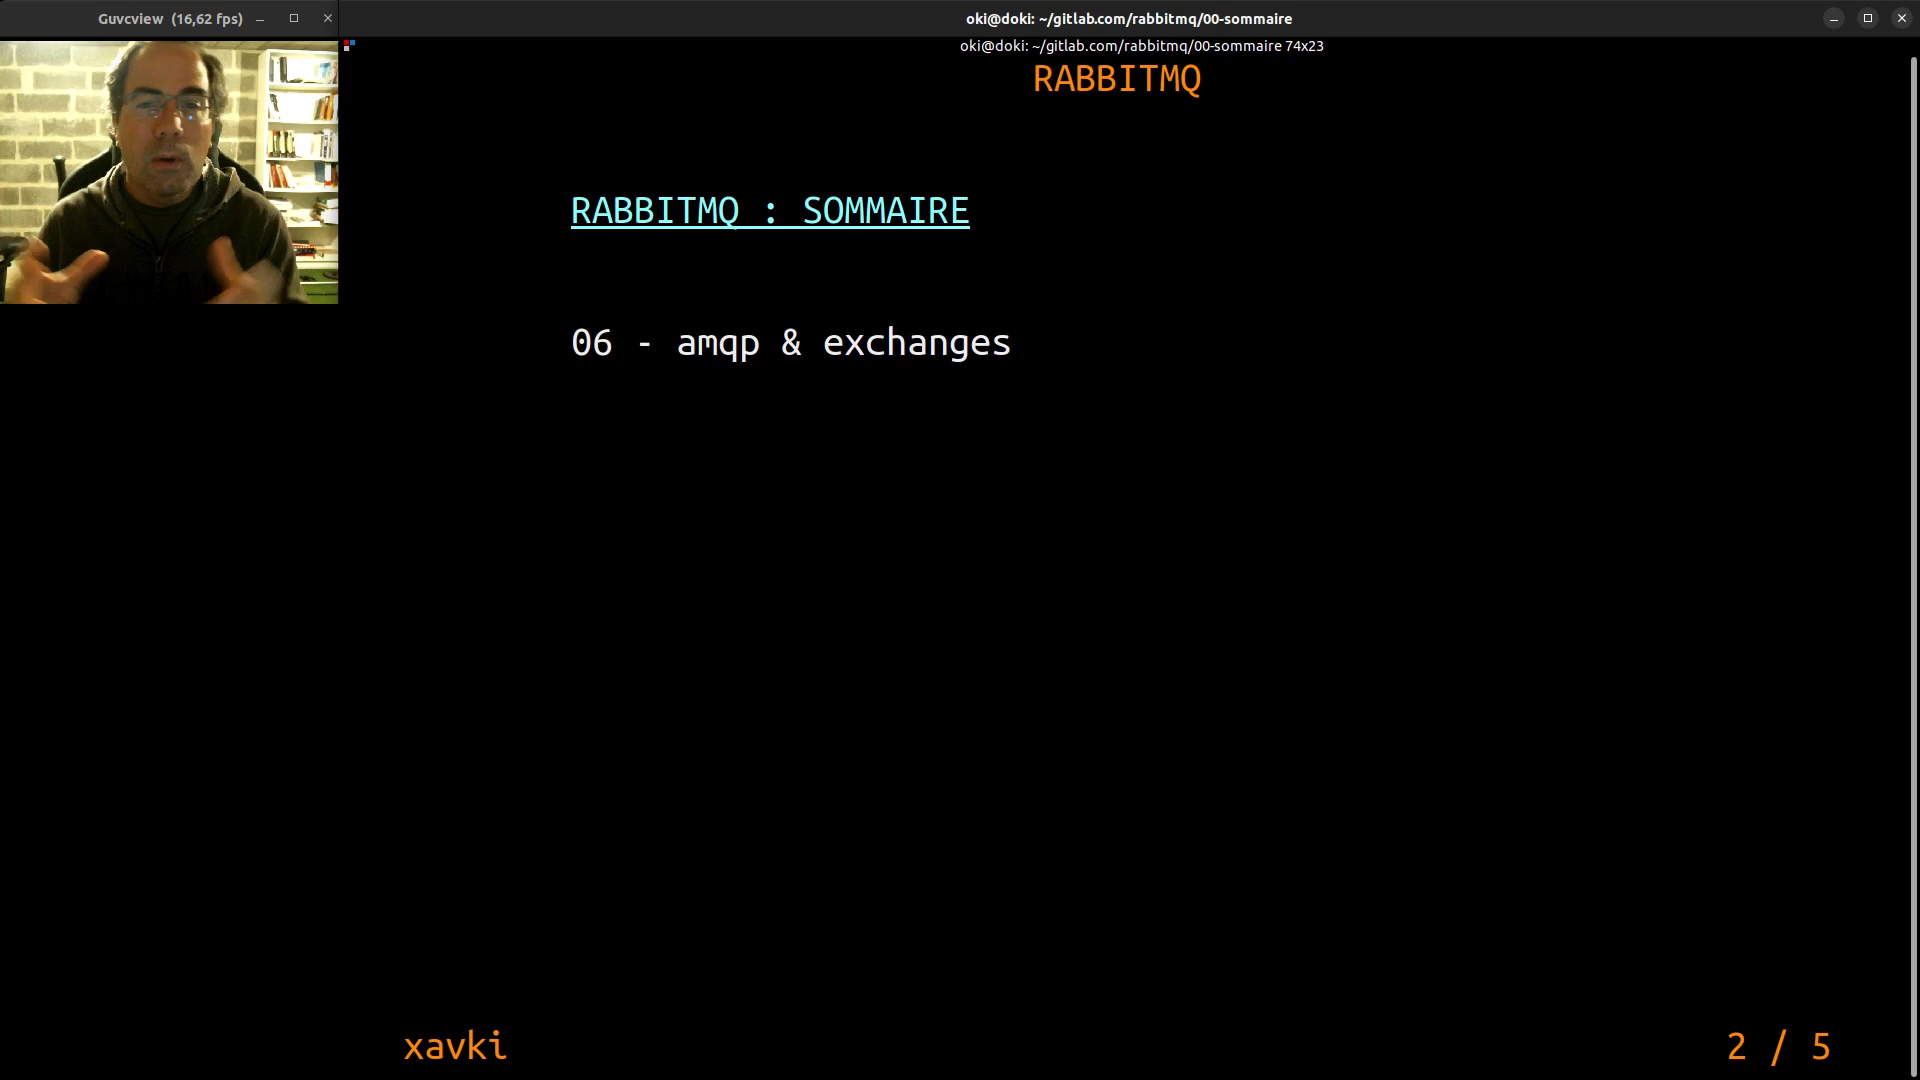 Guvcview (16,62 fps)
oki@doki: ~/gitlab.com/rabbitmq/00-sommaire
oki@doki: ~/gitlab.com/rabbitmq/00-sommaire 74x23
RABBITMQ
RABBITMQ : SOMMAIRE
06 - amqp & exchanges
xavki
2 / 5